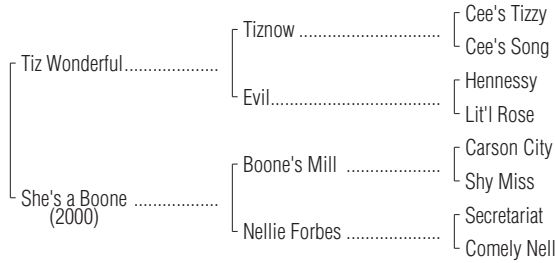 Cee's Tizzy
Tiznow ................................
Cee's Song
Tiz Wonderful...................
Hennessy
Evil.......................................
Lit'l Rose
Carson City
Boone's Mill .....................
Shy Miss
She's a Boone .................
(2000)
Secretariat
Nellie Forbes .....................
Comely Nell